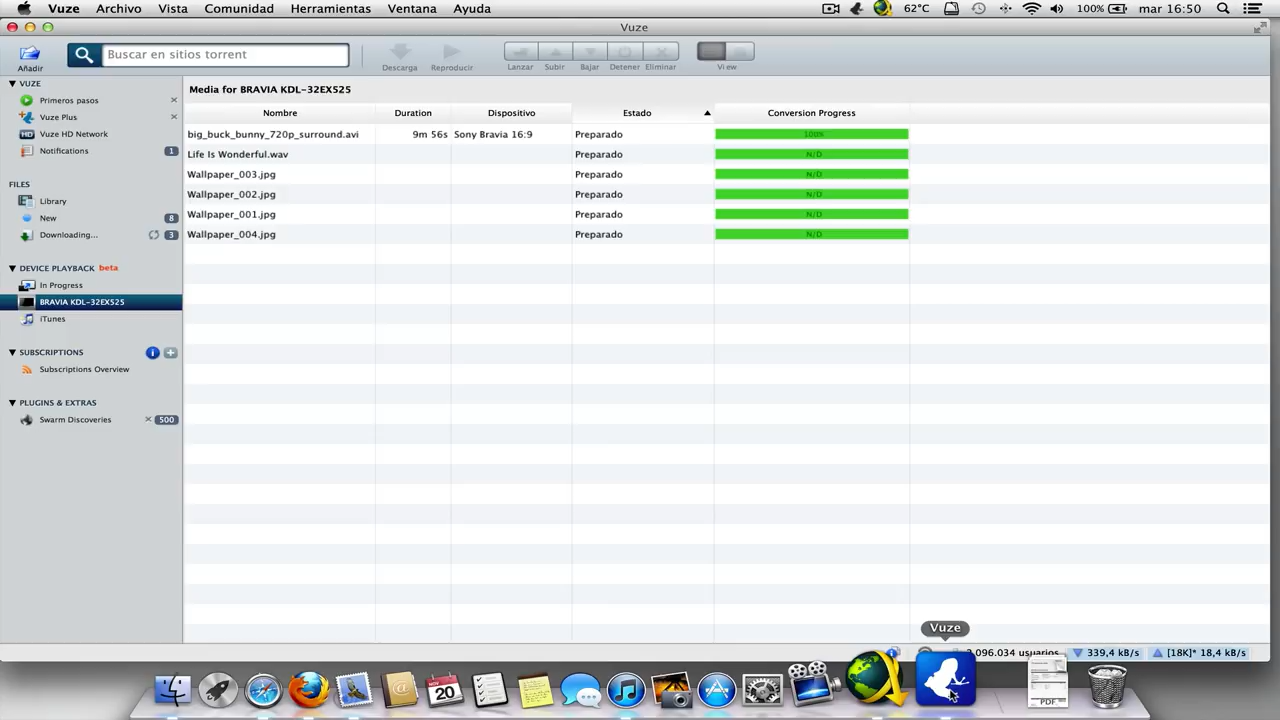 Vuze Archivo Vista Comunidad Herramientas Ventana Ayuda 62°C 100% mar 16:50
Vuze
Buscar en sitios torrent
Añadir
Descarga Reproducir Lanzar Subir Bajar Detener Eliminar View
VUZE
Primeros pasos
Vuze Plus
Vuze HD Network
Notifications 1
FILES
Library
New 8
Downloading... 3
DEVICE PLAYBACK beta
In Progress
BRAVIA KDL-32EX525
iTunes
SUBSCRIPTIONS
Subscriptions Overview
PLUGINS & EXTRAS
Swarm Discoveries 500
Media for BRAVIA KDL-32EX525
Nombre Duration Dispositivo Estado Conversion Progress
big_buck_bunny_720p_surround.avi 9m 56s Sony Bravia 16:9 Preparado 100%
Life Is Wonderful.wav Preparado N/D
Wallpaper_003.jpg Preparado N/D
Wallpaper_002.jpg Preparado N/D
Wallpaper_001.jpg Preparado N/D
Wallpaper_004.jpg Preparado N/D
Vuze
096.034 usuarios 339,4 kB/s [18K]* 18,4 kB/s
NOV
20
PDF